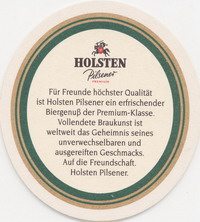 HOLSTEN
Pilsener
PREMIUM
Für Freunde höchster Qualität
ist Holsten Pilsener ein erfrischender
Biergenuß der Premium-Klasse.
Vollendete Braukunst ist
weltweit das Geheimnis seines
unverwechselbaren und
ausgereiften Geschmacks.
Auf die Freundschaft.
Holsten Pilsener.